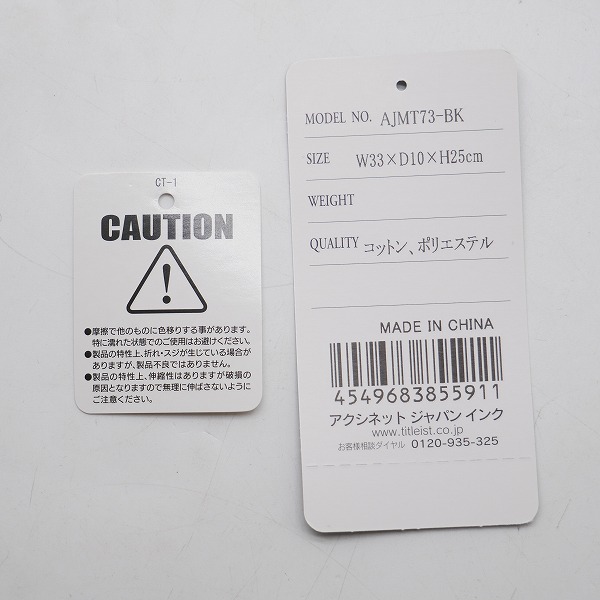 CT-1
CAUTION
!
●摩擦で他のものに色移りする事があります。
特に濡れた状態でのご使用はお避けください。
●製品の特性上、折れ・スジが生じている場合が
ありますが、製品不良ではありません。
●製品の特性上、伸縮性はありますが破損の
原因となりますので無理に伸ばさないように
ご注意ください。
MODEL NO. AJMT73-BK
SIZE W33×D10×H25cm
WEIGHT
QUALITY コットン、ポリエステル
MADE IN CHINA
4549683855911
アクシネット ジャパン インク
www.titleist.co.jp
お客様相談ダイヤル 0120-935-325